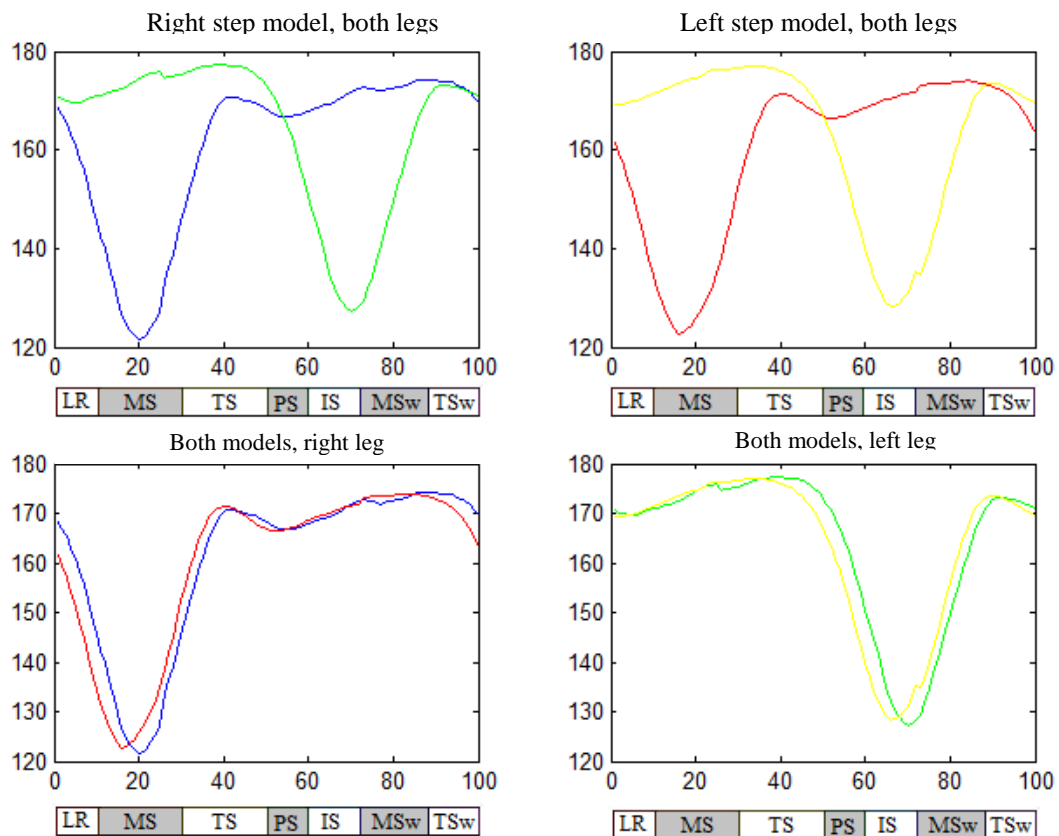 Right step model, both legs
180
160
140
120
0 20 40 60 80 100
LR MS TS PS IS MSw TSw
Left step model, both legs
180
160
140
120
0 20 40 60 80 100
LR MS TS PS IS MSw TSw
Both models, right leg
180
170
160
150
140
130
120
0 20 40 60 80 100
LR MS TS PS IS MSw TSw
Both models, left leg
180
170
160
150
140
130
120
0 20 40 60 80 100
LR MS TS PS IS MSw TSw